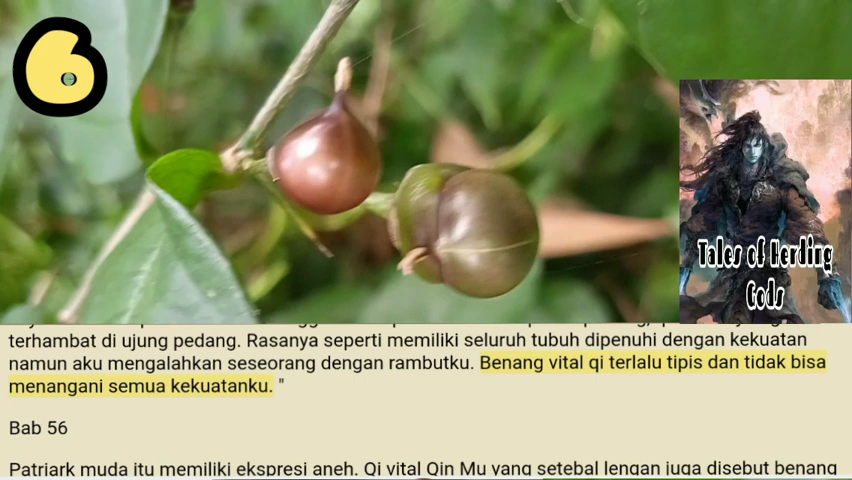 6
Tales of Herding
Gods
terhambat di ujung pedang. Rasanya seperti memiliki seluruh tubuh dipenuhi dengan kekuatan
namun aku mengalahkan seseorang dengan rambutku. Benang vital qi terlalu tipis dan tidak bisa
menangani semua kekuatanku. "
Bab 56
Patriark muda itu memiliki ekspresi aneh. Qi vital Qin Mu yang setebal lengan juga disebut benang